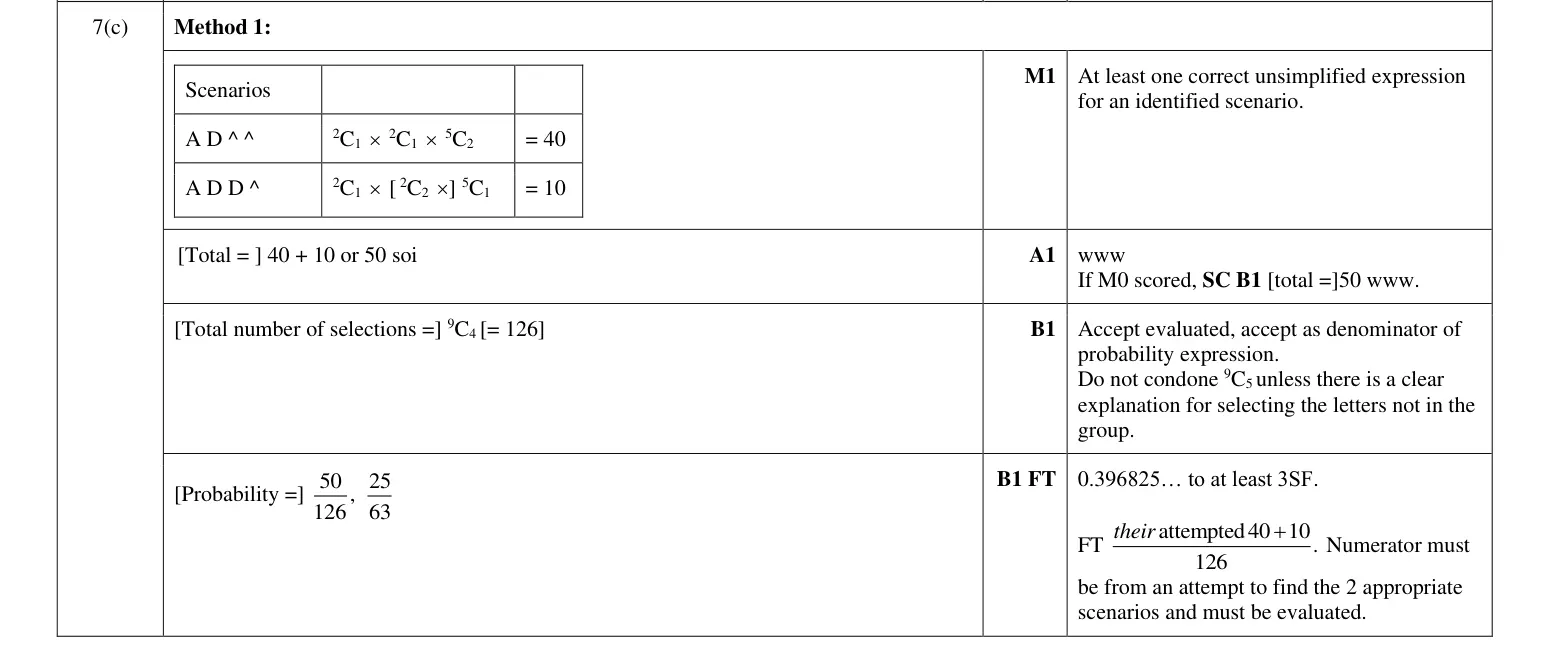 7(c) Method 1:
Scenarios
A D ^ ^ ²C₁ × ²C₁ × ⁵C₂ = 40
A D D ^ ²C₁ × [ ²C₂ ×] ⁵C₁ = 10
M1 At least one correct unsimplified expression
for an identified scenario.
[Total = ] 40 + 10 or 50 soi A1 www
If M0 scored, SC B1 [total =]50 www.
[Total number of selections =] ⁹C₄ [= 126] B1 Accept evaluated, accept as denominator of
probability expression.
Do not condone ⁹C₅ unless there is a clear
explanation for selecting the letters not in the
group.
[Probability =] 50/126, 25/63 B1 FT 0.396825… to at least 3SF.
FT their attempted 40 + 10 / 126. Numerator must
be from an attempt to find the 2 appropriate
scenarios and must be evaluated.